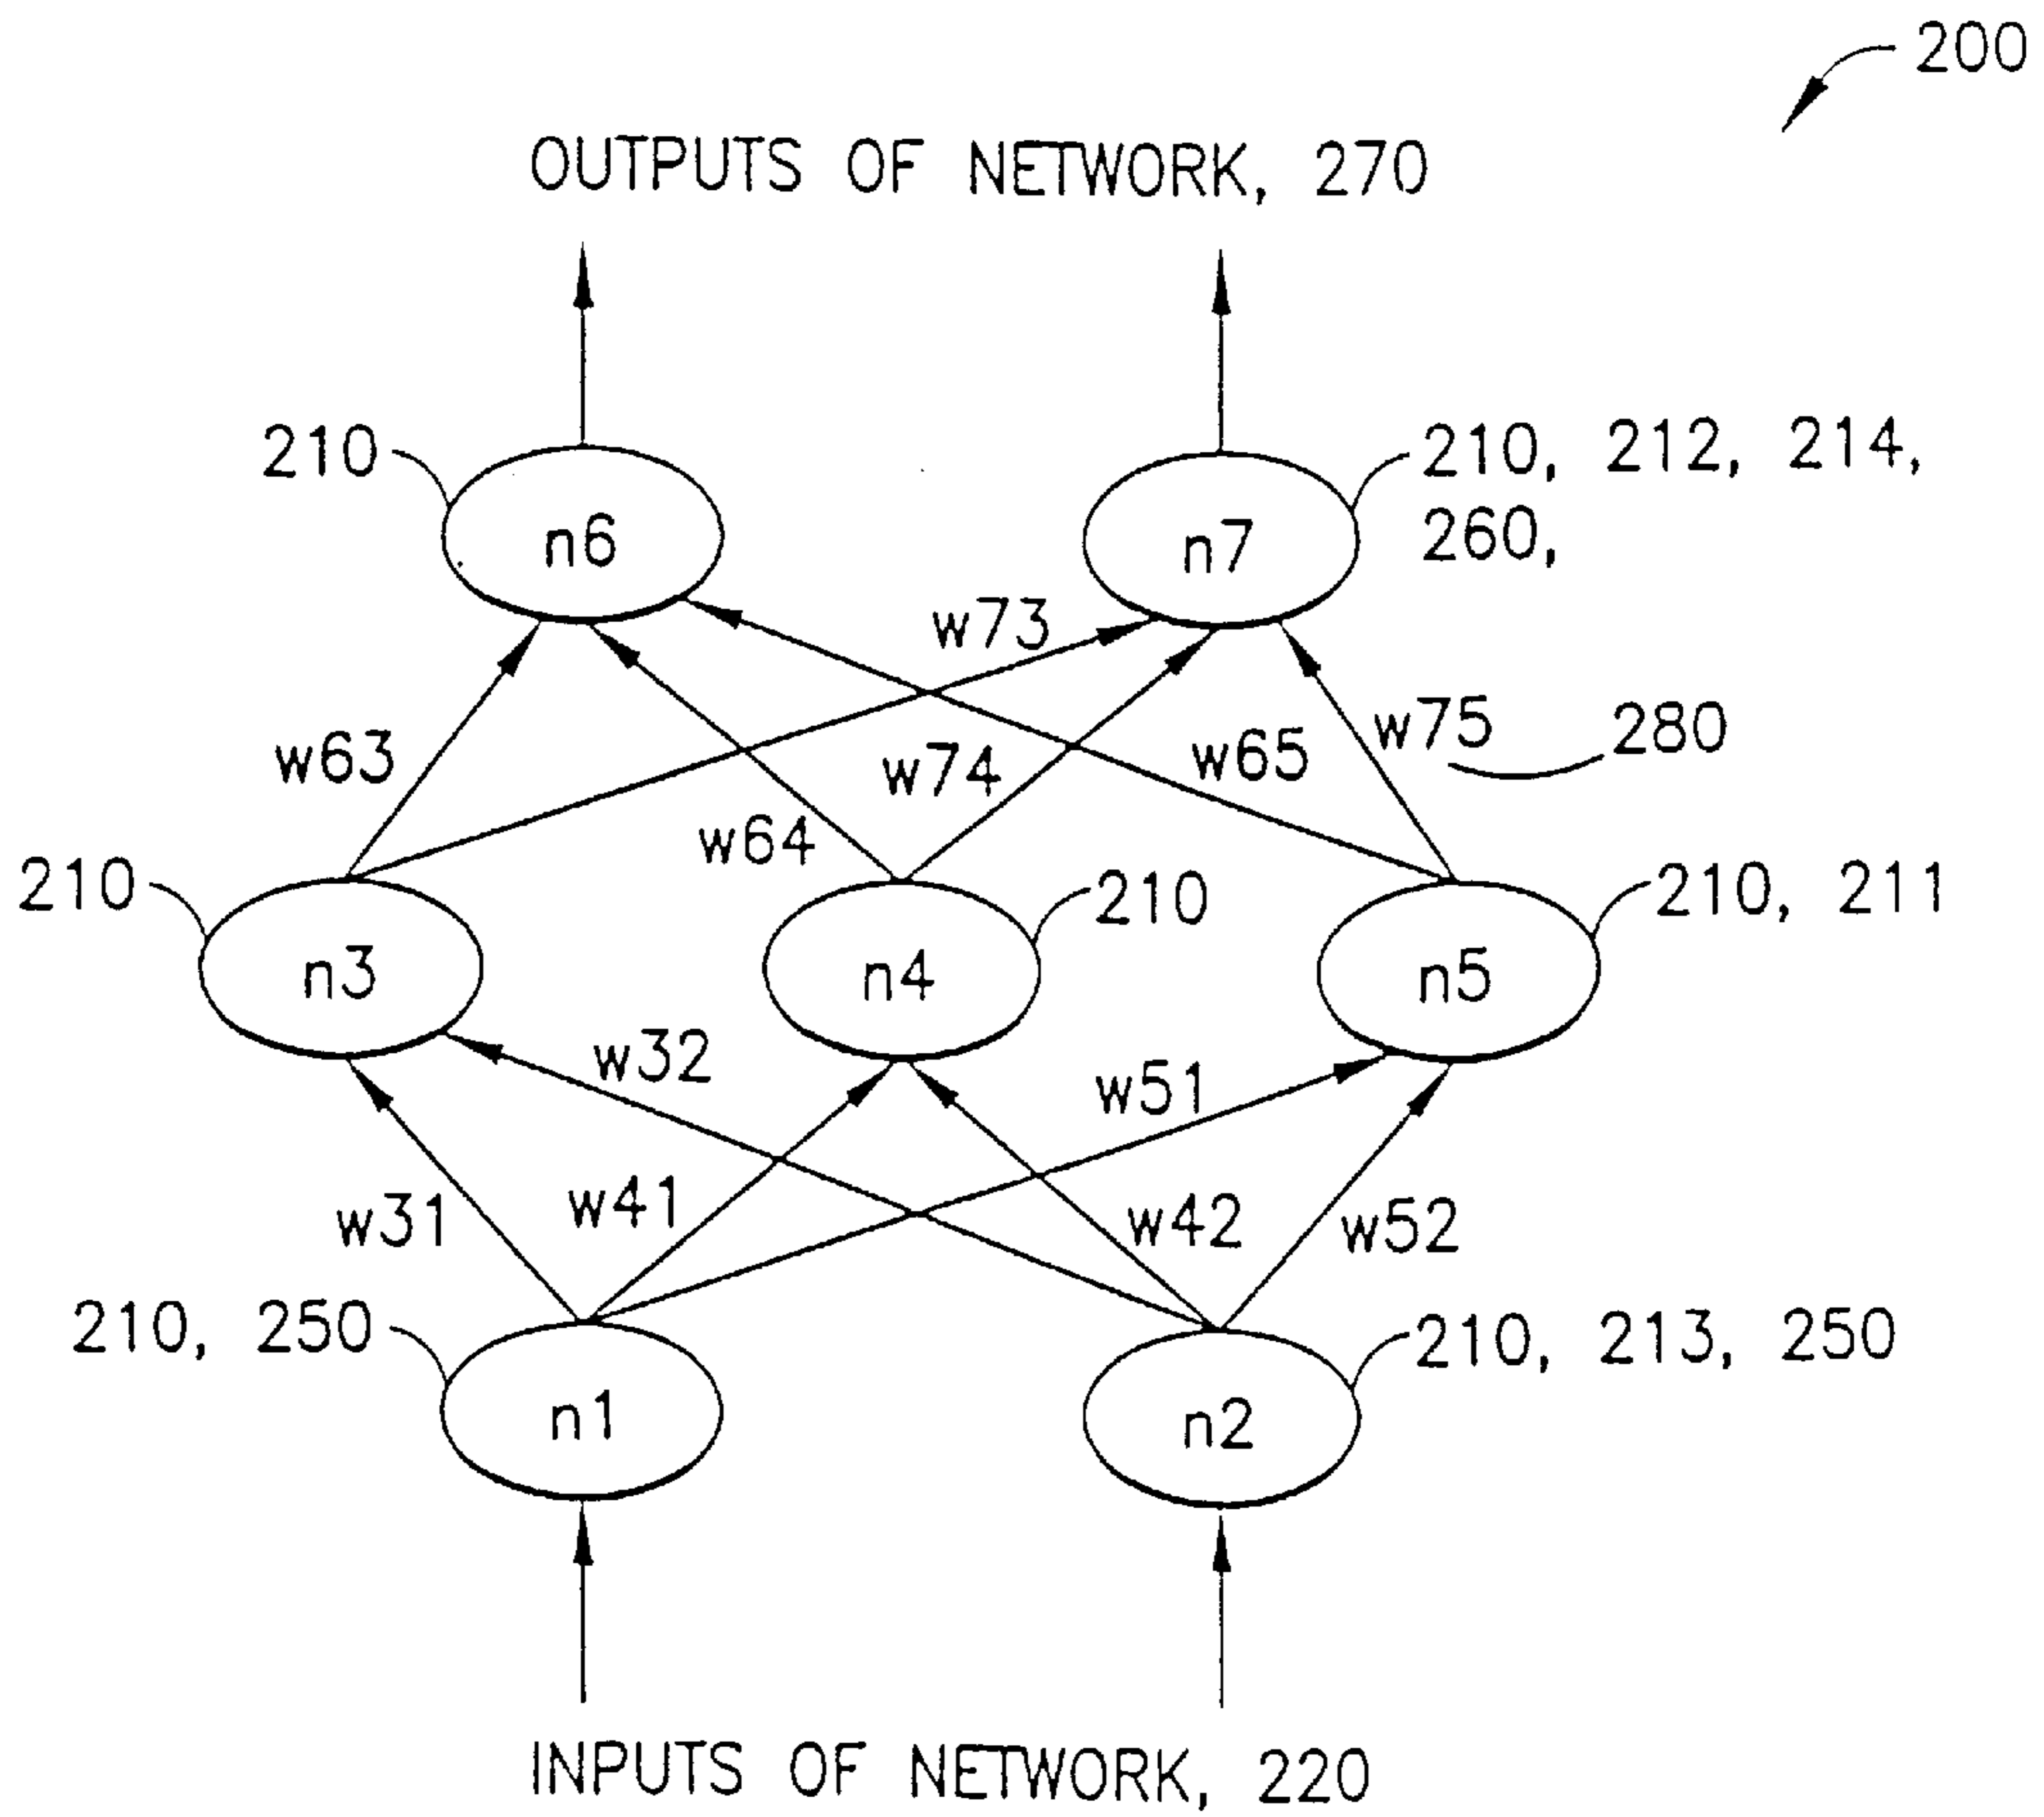 200
OUTPUTS OF NETWORK, 270
210
210, 212, 214,
260,
n6
n7
w73
w63
w74
w65
w75
280
w64
210
210
210, 211
n3
n4
n5
w32
w51
w31
w41
w42
w52
210, 250
210, 213, 250
n1
n2
INPUTS OF NETWORK, 220